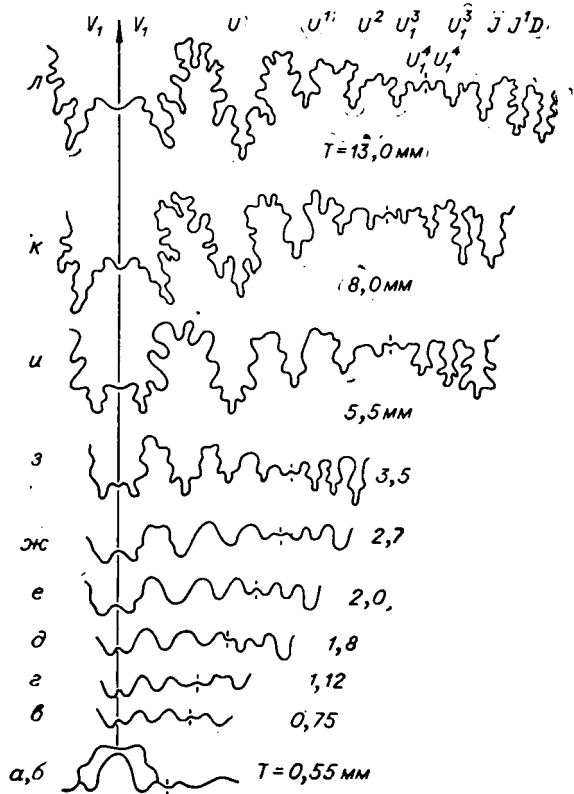 V₁ V₁ U U¹ U² U₁³ U₁³ J J¹ D
U₁⁴ U₁⁴
л
T = 13,0 мм
к
8,0 мм
и
5,5 мм
з 3,5
ж 2,7
е 2,0
д 1,8
г 1,12
в 0,75
а,б T = 0,55 мм